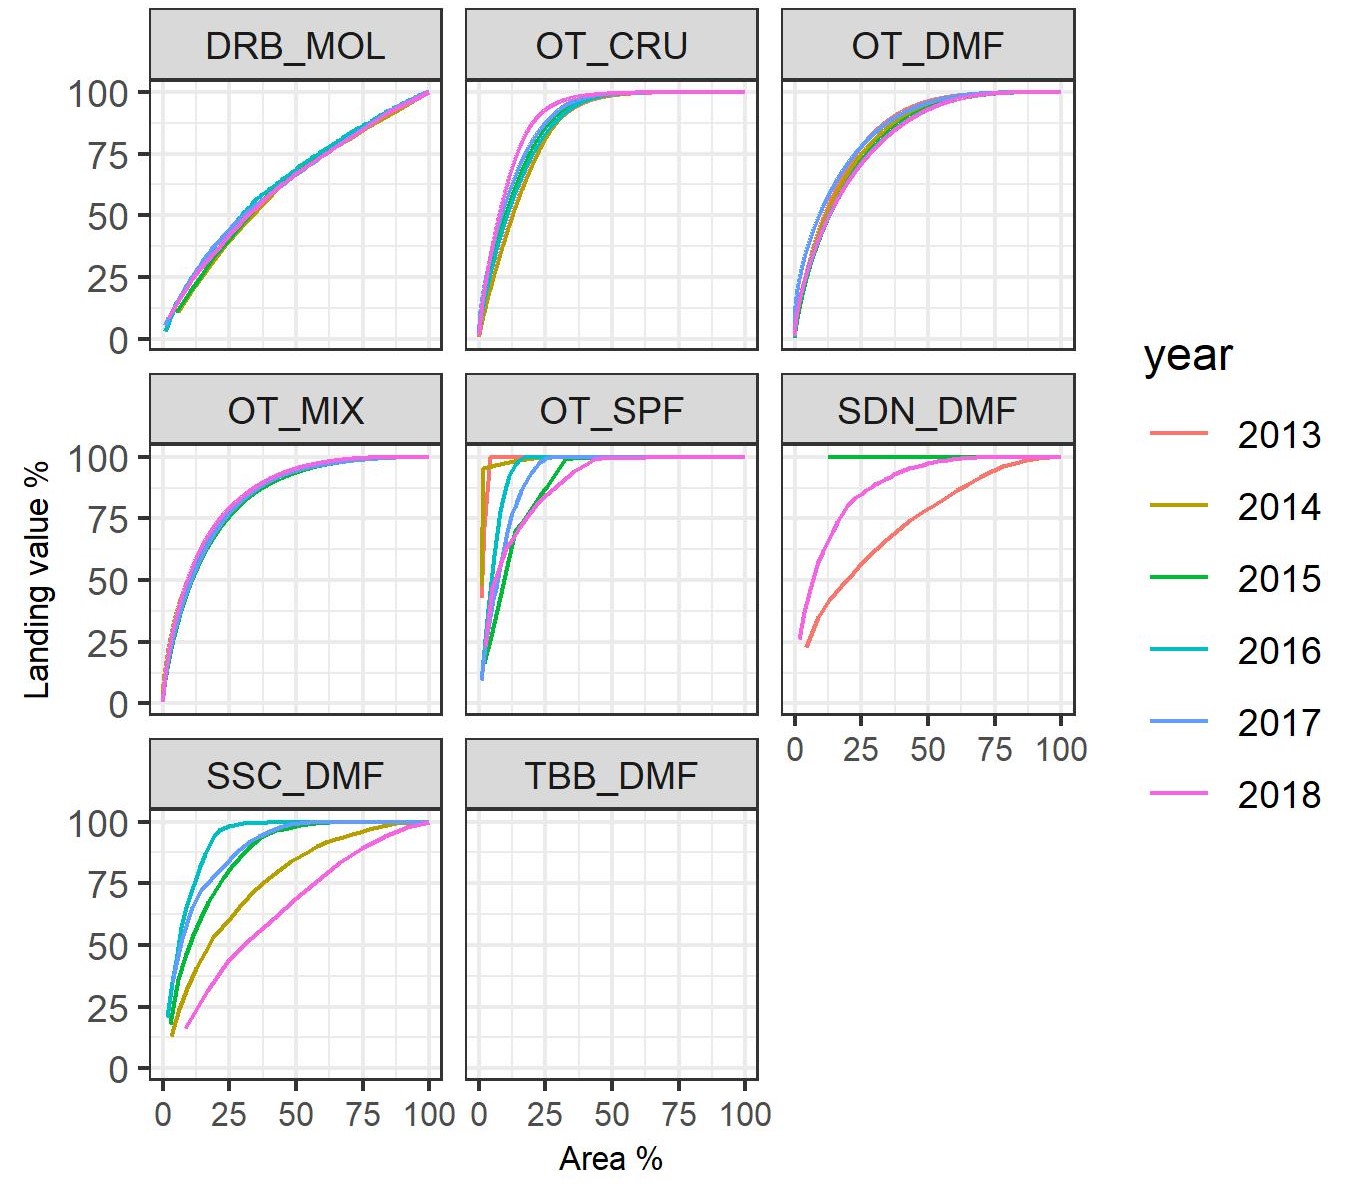 DRB_MOL OT_CRU OT_DMF
100
75
50
25
0
OT_MIX OT_SPF SDN_DMF
100
75
50
25
0
0 25 50 75 100
SSC_DMF TBB_DMF
100
75
50
25
0
0 25 50 75 100 0 25 50 75 100
Area %
Landing value %
year
2013
2014
2015
2016
2017
2018